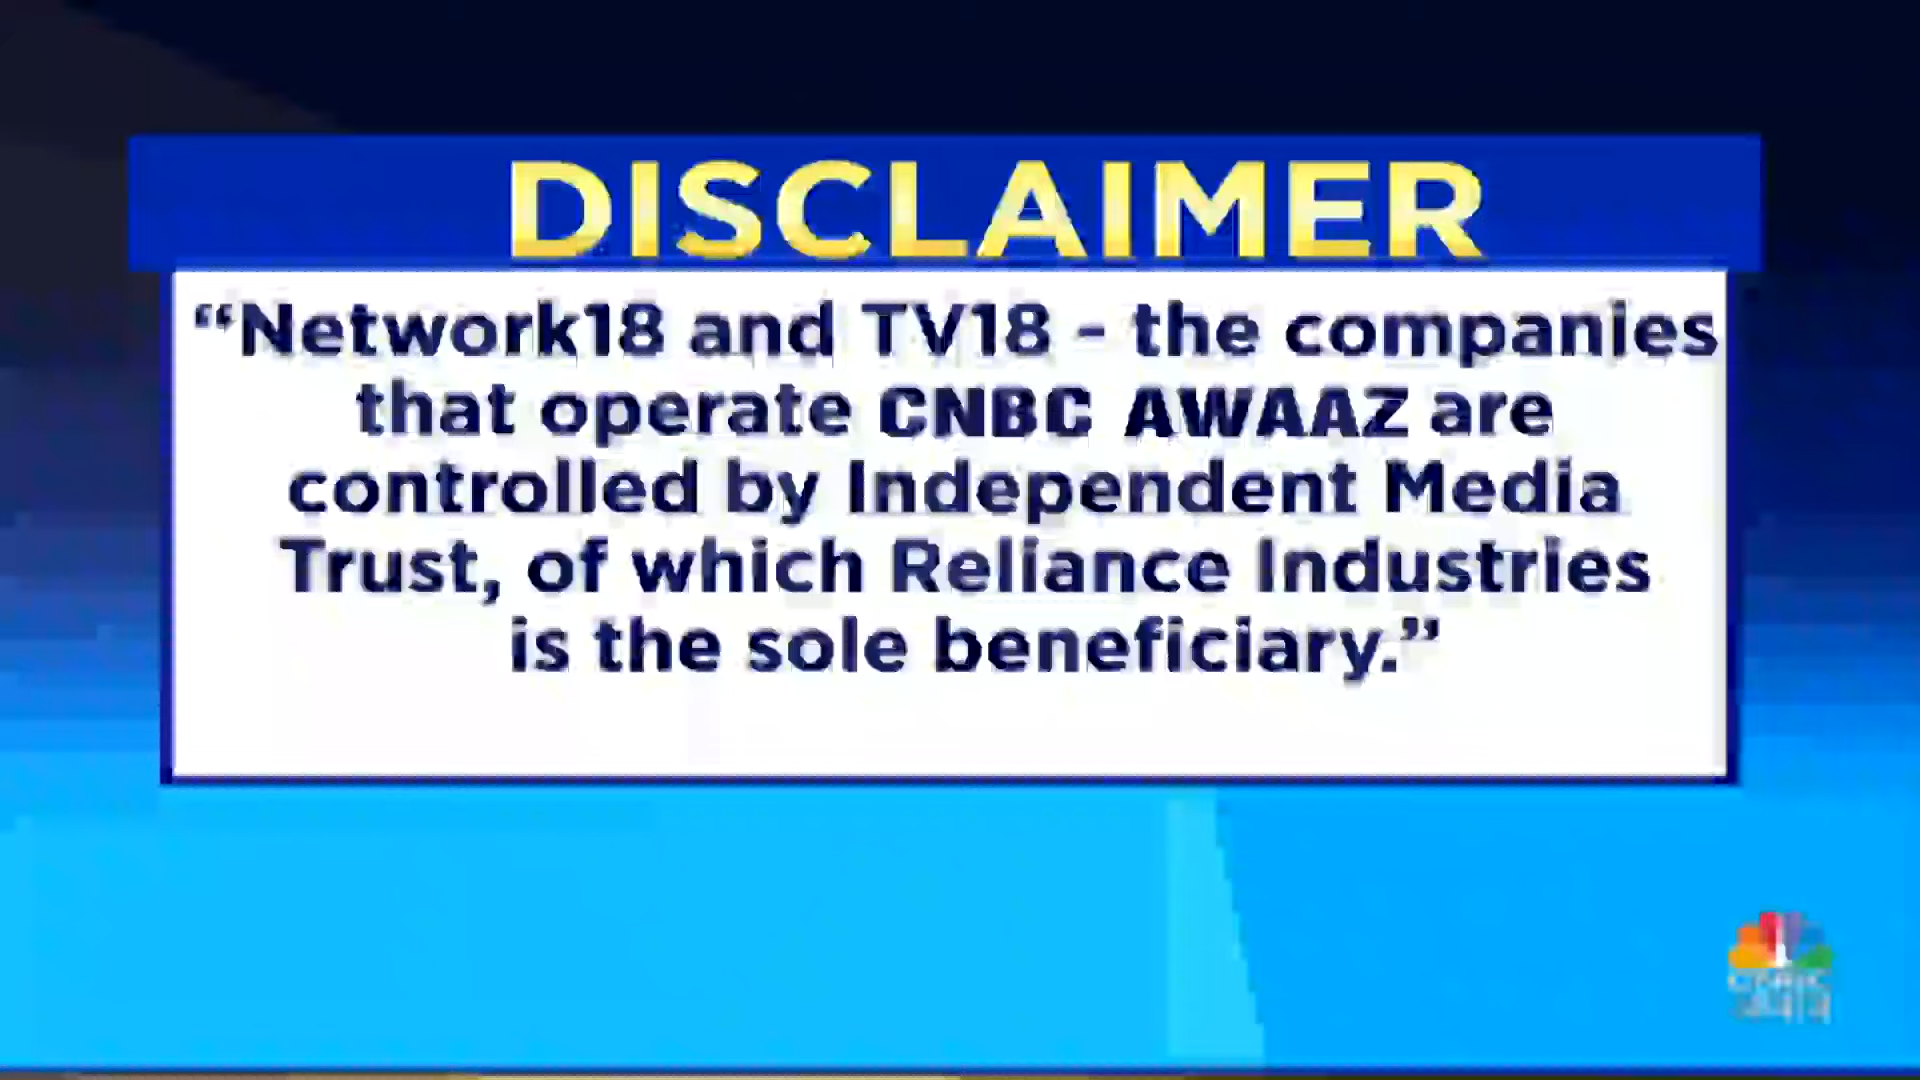 DISCLAIMER
“Network18 and TV18 - the companies
that operate CNBC AWAAZ are
controlled by Independent Media
Trust, of which Reliance Industries
is the sole beneficiary.”
CNBC